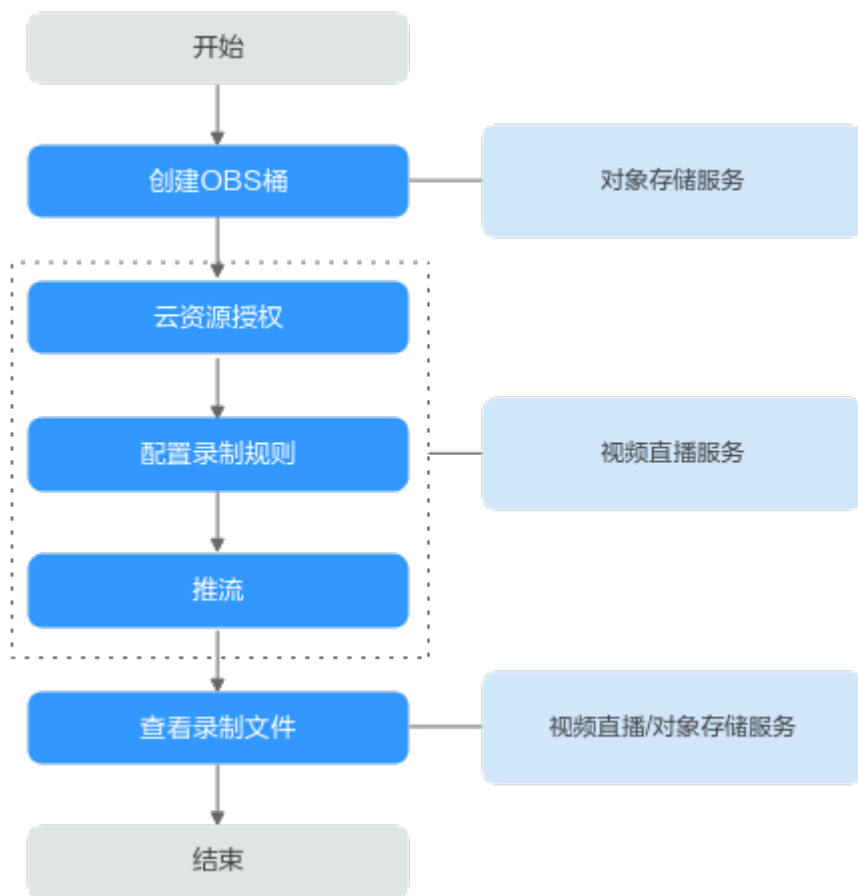 开始
创建OBS桶
对象存储服务
云资源授权
配置录制规则
视频直播服务
推流
查看录制文件
视频直播/对象存储服务
结束